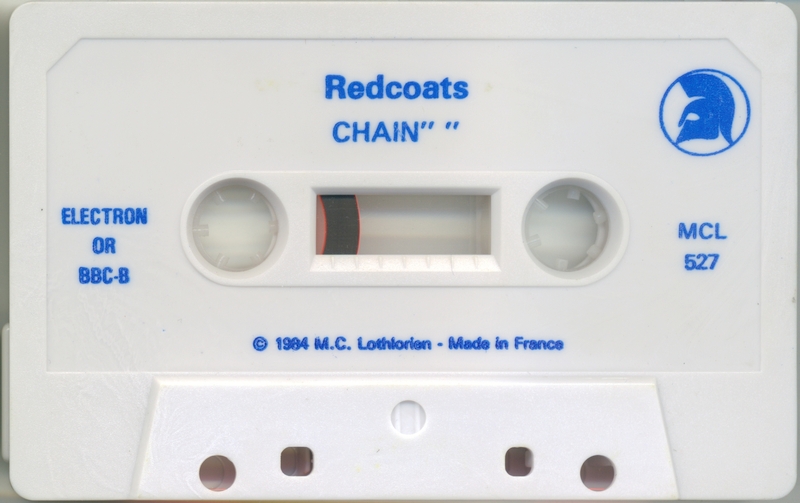 Redcoats
CHAIN" "
ELECTRON
OR
BBC-B
MCL
527
© 1984 M.C. Lothlorien - Made in France